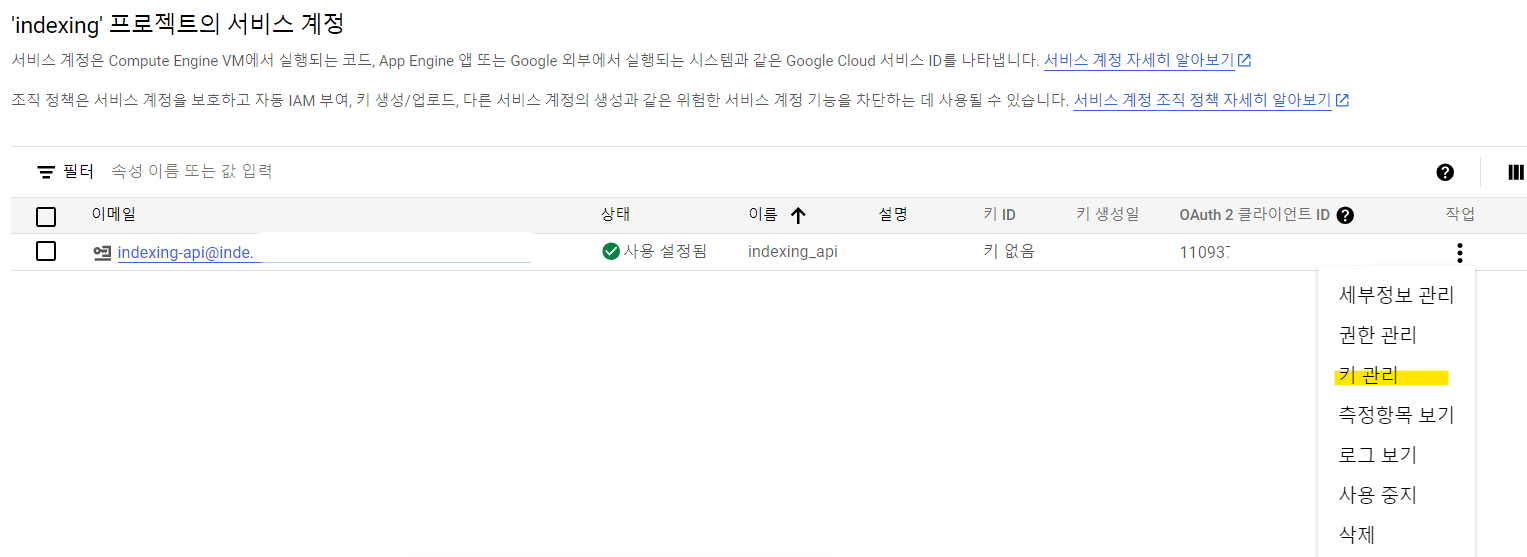 'indexing' 프로젝트의 서비스 계정
서비스 계정은 Compute Engine VM에서 실행되는 코드, App Engine 앱 또는 Google 외부에서 실행되는 시스템과 같은 Google Cloud 서비스 ID를 나타냅니다. 서비스 계정 자세히 알아보기
조직 정책은 서비스 계정을 보호하고 자동 IAM 부여, 키 생성/업로드, 다른 서비스 계정의 생성과 같은 위험한 서비스 계정 기능을 차단하는 데 사용될 수 있습니다. 서비스 계정 조직 정책 자세히 알아보기
필터 속성 이름 또는 값 입력
이메일 상태 이름 설명 키 ID 키 생성일 OAuth 2 클라이언트 ID 작업
indexing-api@inde. 사용 설정됨 indexing_api 키 없음 11093
세부정보 관리
권한 관리
키 관리
측정항목 보기
로그 보기
사용 중지
삭제